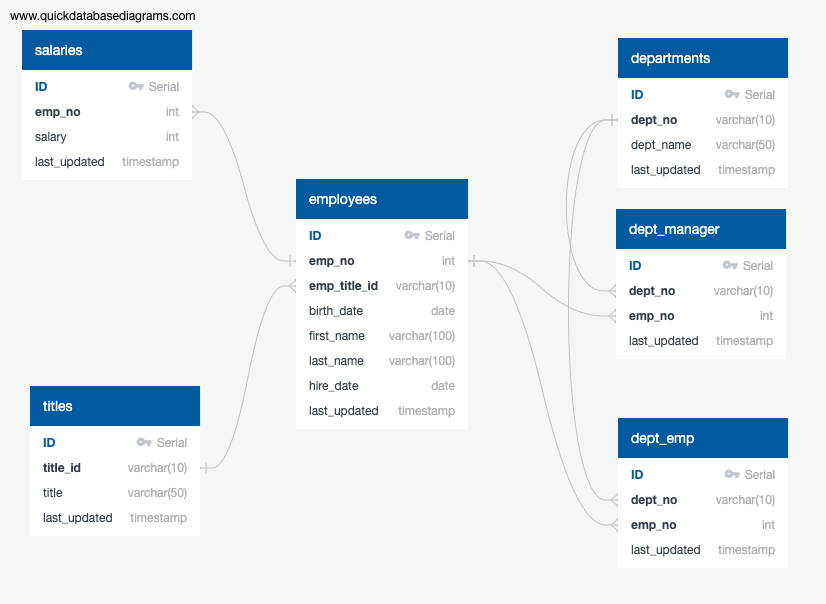 www.quickdatabasediagrams.com
salaries
ID Serial
emp_no int
salary int
last_updated timestamp
employees
ID Serial
emp_no int
emp_title_id varchar(10)
birth_date date
first_name varchar(100)
last_name varchar(100)
hire_date date
last_updated timestamp
titles
ID Serial
title_id varchar(10)
title varchar(50)
last_updated timestamp
departments
ID Serial
dept_no varchar(10)
dept_name varchar(50)
last_updated timestamp
dept_manager
ID Serial
dept_no varchar(10)
emp_no int
last_updated timestamp
dept_emp
ID Serial
dept_no varchar(10)
emp_no int
last_updated timestamp